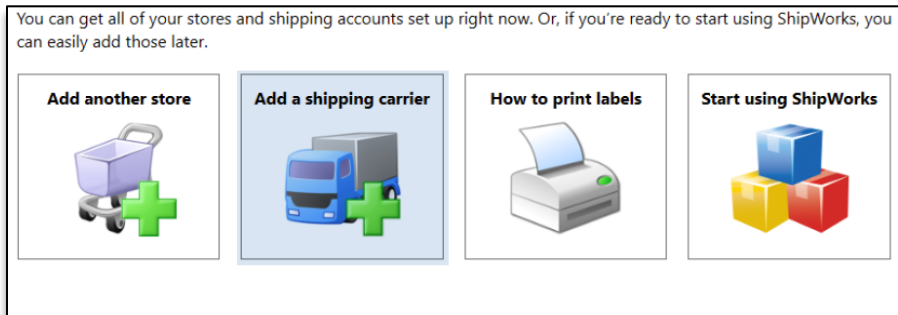 You can get all of your stores and shipping accounts set up right now. Or, if you’re ready to start using ShipWorks, you
can easily add those later.
Add another store
Add a shipping carrier
How to print labels
Start using ShipWorks